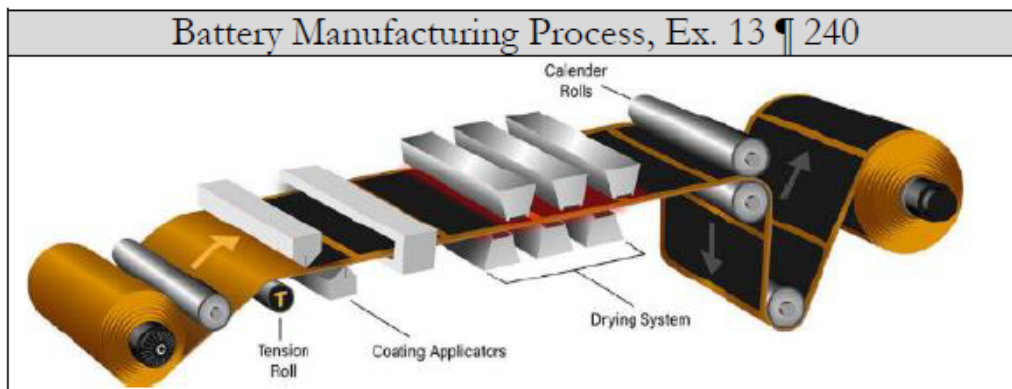 Battery Manufacturing Process, Ex. 13 ¶ 240
Calender
Rolls
T
Tension
Roll
Coating Applicators
Drying System